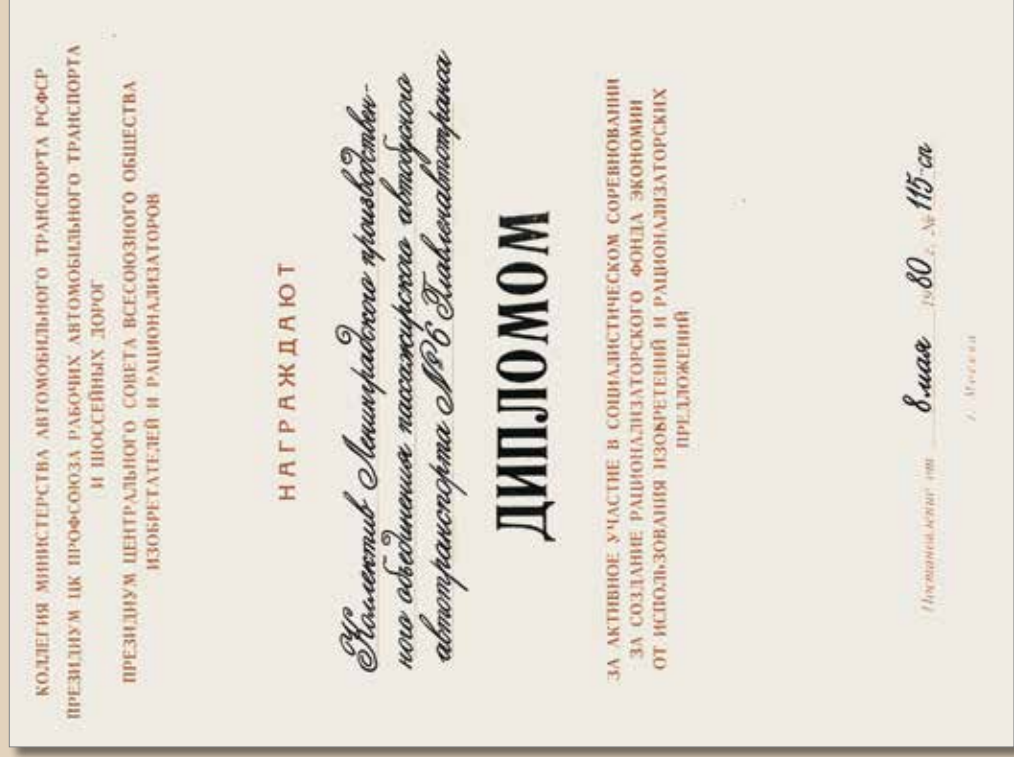 КОЛЛЕГИЯ МИНИСТЕРСТВА АВТОМОБИЛЬНОГО ТРАНСПОРТА РСФСР
ПРЕЗИДИУМ ЦК ПРОФСОЮЗА РАБОЧИХ АВТОМОБИЛЬНОГО ТРАНСПОРТА
И ШОССЕЙНЫХ ДОРОГ
ПРЕЗИДИУМ ЦЕНТРАЛЬНОГО СОВЕТА ВСЕСОЮЗНОГО ОБЩЕСТВА
ИЗОБРЕТАТЕЛЕЙ И РАЦИОНАЛИЗАТОРОВ
НАГРАЖДАЮТ
Коллектив Ленинградского производствен-
ного объединения пассажирского автобусного
автотранспорта №6 Главленавтотранса
ДИПЛОМОМ
ЗА АКТИВНОЕ УЧАСТИЕ В СОЦИАЛИСТИЧЕСКОМ СОРЕВНОВАНИИ
ЗА СОЗДАНИЕ РАЦИОНАЛИЗАТОРСКОГО ФОНДА ЭКОНОМИИ
ОТ ИСПОЛЬЗОВАНИЯ ИЗОБРЕТЕНИЙ И РАЦИОНАЛИЗАТОРСКИХ
ПРЕДЛОЖЕНИЙ
Постановление от 8 мая 1980 г. № 115-сп
г. Москва